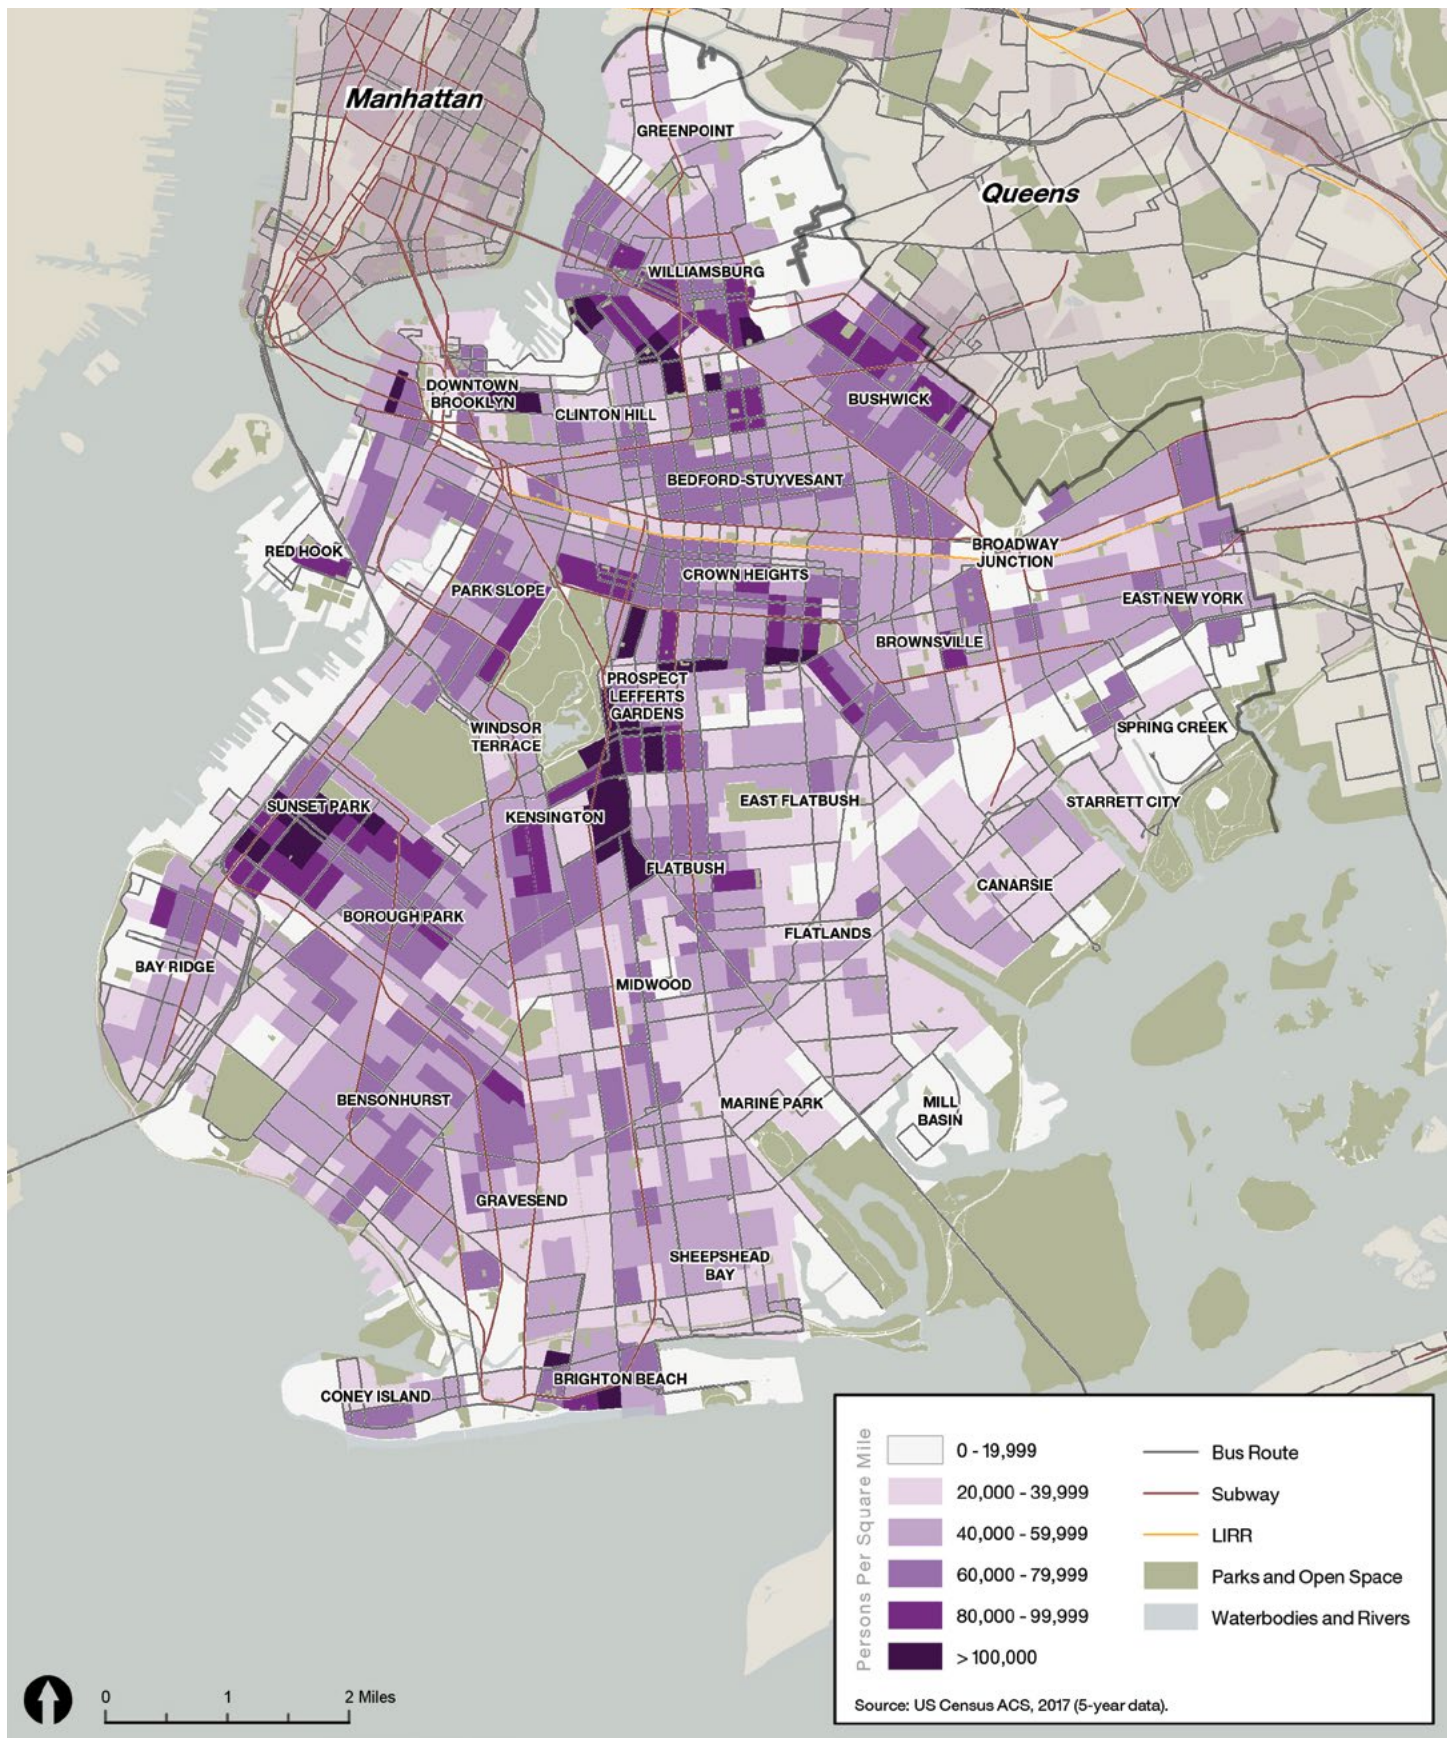 Manhattan
GREENPOINT
Queens
WILLIAMSBURG
DOWNTOWN
BROOKLYN
CLINTON HILL
BUSHWICK
BEDFORD-STUYVESANT
RED HOOK
BROADWAY
JUNCTION
CROWN HEIGHTS
PARK SLOPE
EAST NEW YORK
BROWNSVILLE
PROSPECT
LEFFERTS
GARDENS
WINDSOR
TERRACE
SPRING CREEK
SUNSET PARK
KENSINGTON
EAST FLATBUSH
STARRETT CITY
FLATBUSH
CANARSIE
BOROUGH PARK
FLATLANDS
BAY RIDGE
MIDWOOD
BENSONHURST
MARINE PARK
MILL
BASIN
GRAVESEND
SHEEPSHEAD
BAY
CONEY ISLAND
BRIGHTON BEACH
Persons Per Square Mile
0 - 19,999
20,000 - 39,999
40,000 - 59,999
60,000 - 79,999
80,000 - 99,999
> 100,000
Bus Route
Subway
LIRR
Parks and Open Space
Waterbodies and Rivers
Source: US Census ACS, 2017 (5-year data).
0 1 2 Miles